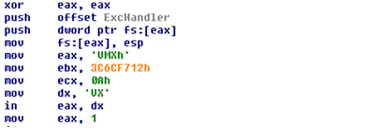 xor eax, eax
push offset ExcHandler
push dword ptr fs:[eax]
mov fs:[eax], esp
mov eax, 'VMXh'
mov ebx, 3C6CF712h
mov ecx, 0Ah
mov dx, 'VX'
in eax, dx
mov eax, 1